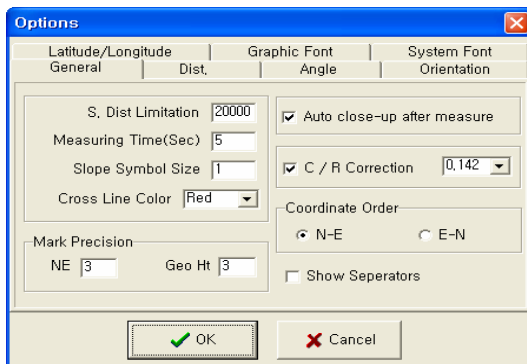 Options
Latitude/Longitude Graphic Font System Font
General Dist. Angle Orientation
S. Dist Limitation 20000
Measuring Time(Sec) 5
Slope Symbol Size 1
Cross Line Color Red
Mark Precision
NE 3 Geo Ht 3
Auto close-up after measure
C / R Correction 0.142
Coordinate Order
N-E E-N
Show Seperators
OK Cancel